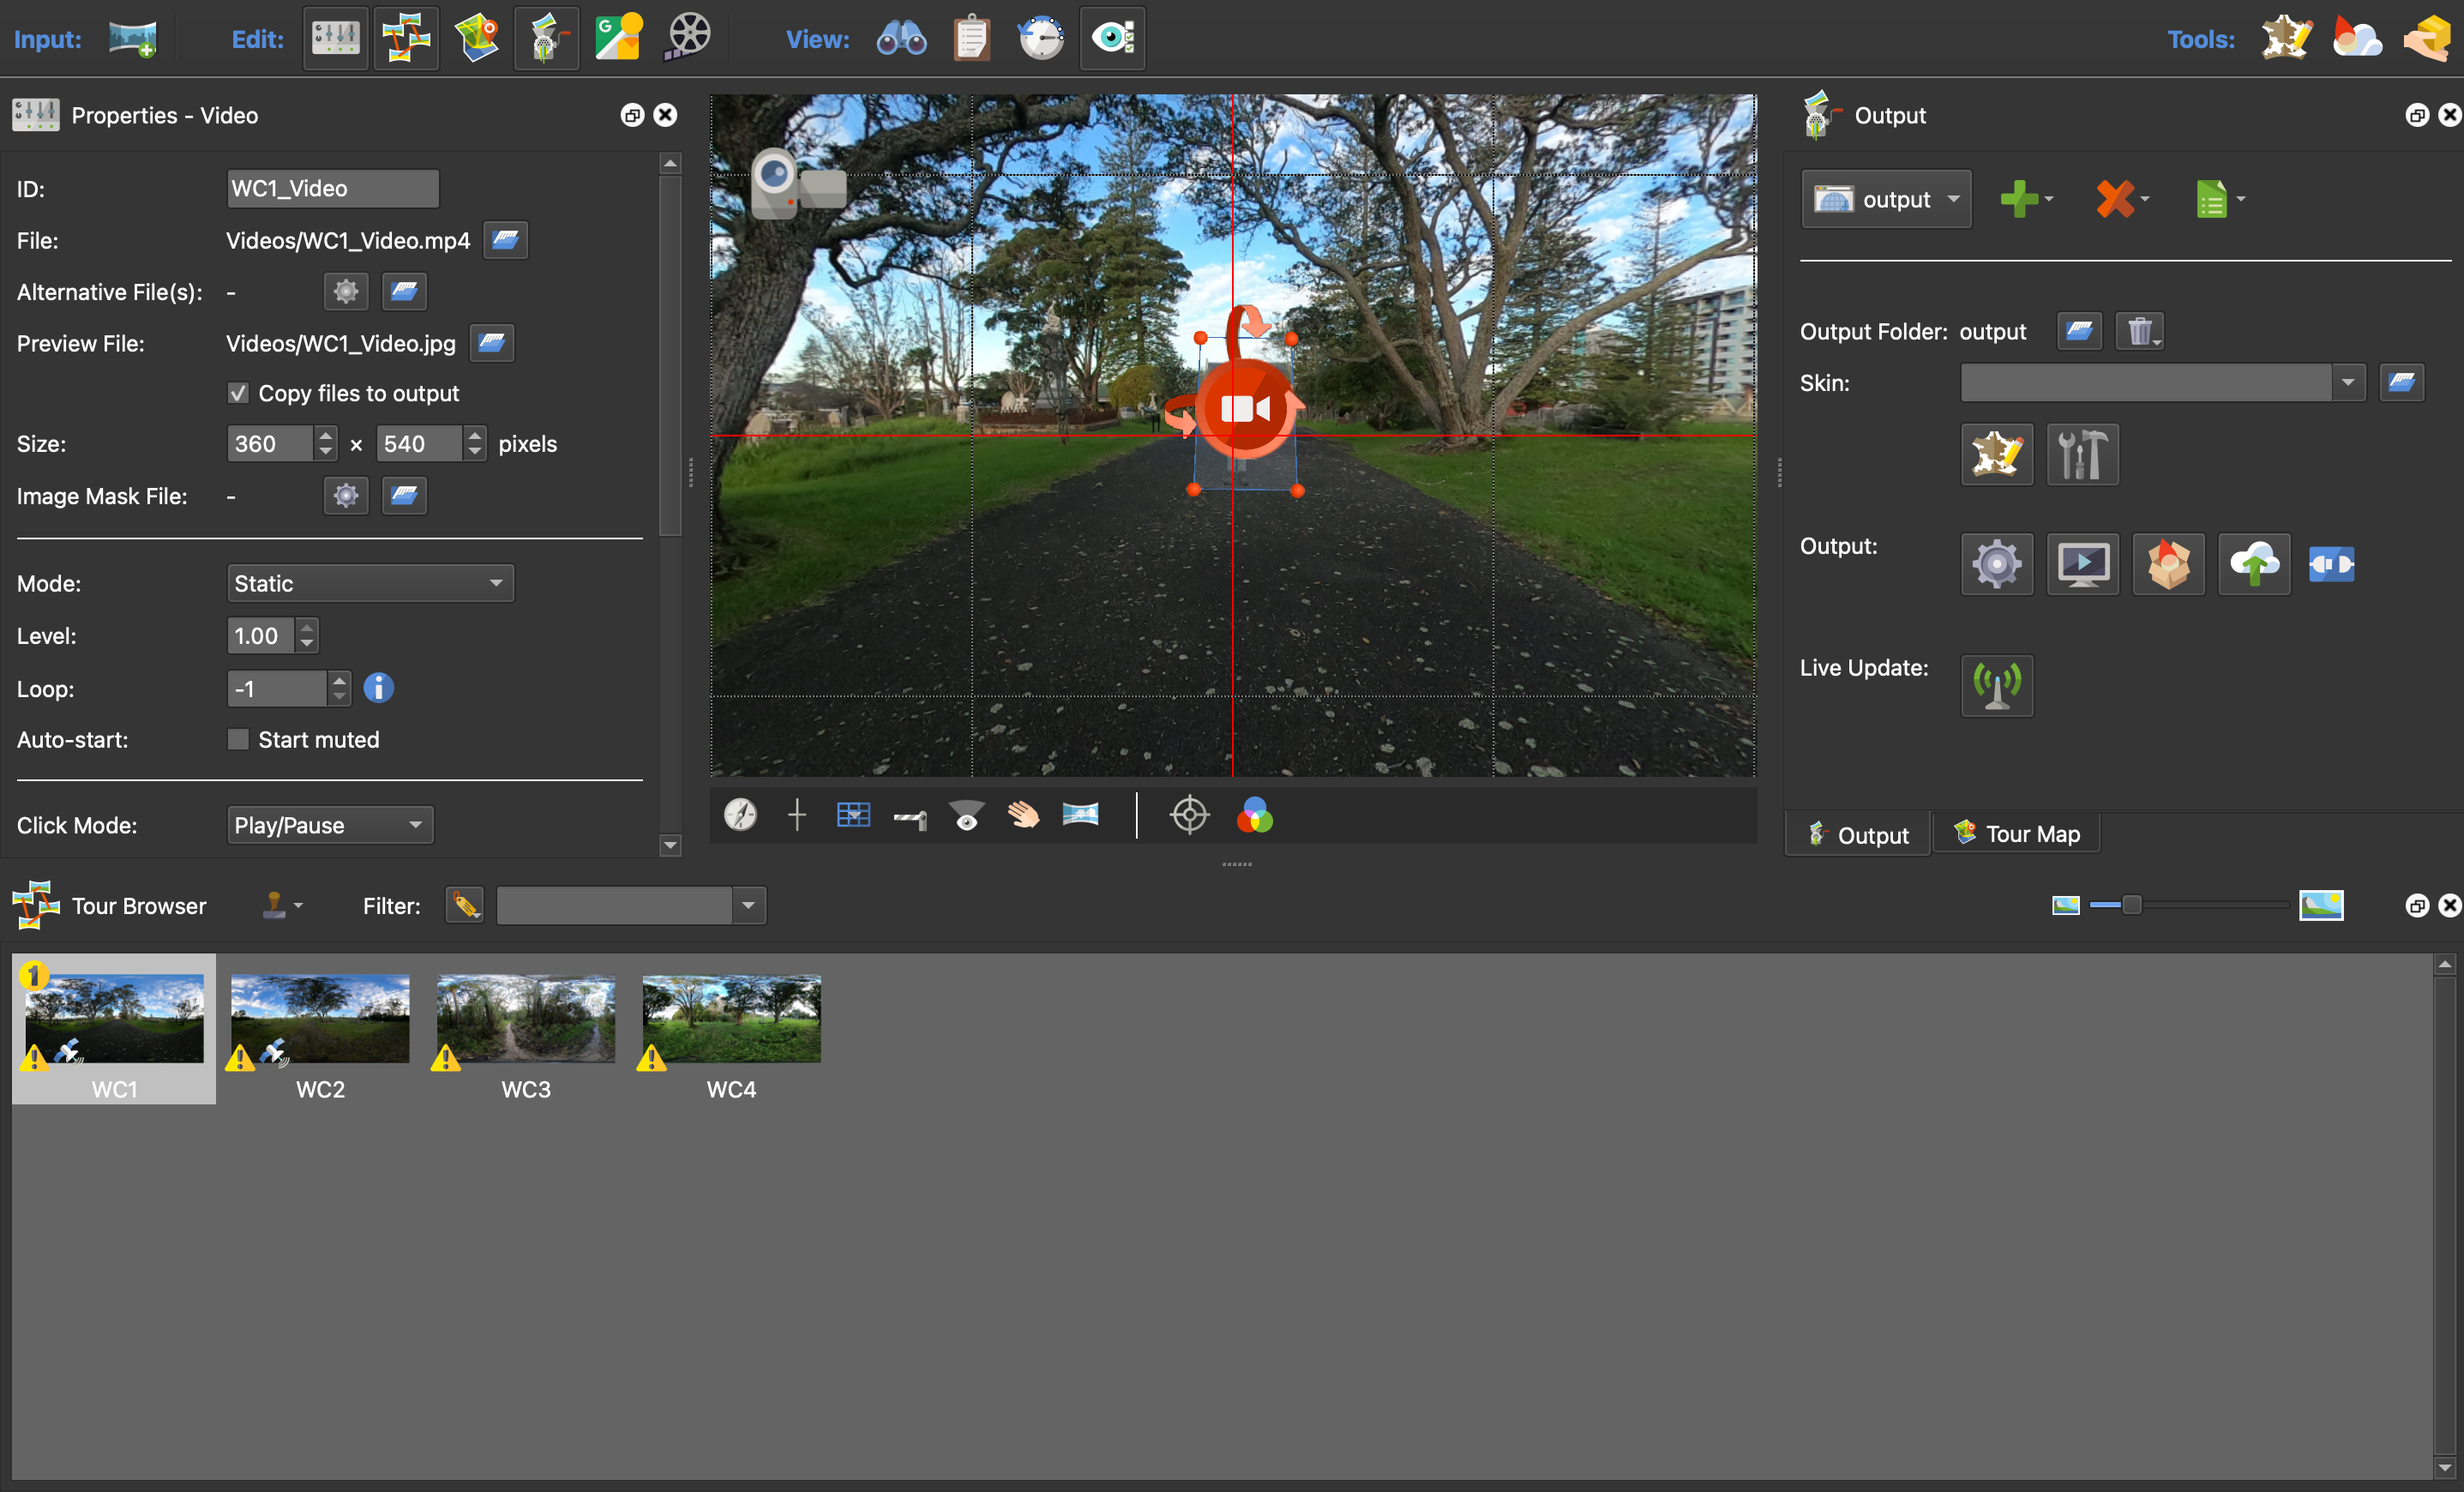 Input:
Edit:
View:
Tools:
Properties - Video
ID: WC1_Video
File: Videos/WC1_Video.mp4
Alternative File(s): -
Preview File: Videos/WC1_Video.jpg
Copy files to output
Size: 360 × 540 pixels
Image Mask File: -
Mode: Static
Level: 1.00
Loop: -1
Auto-start: Start muted
Click Mode: Play/Pause
Output
output
Output Folder: output
Skin:
Output:
Live Update:
Output
Tour Map
Tour Browser
Filter:
1
WC1
WC2
WC3
WC4